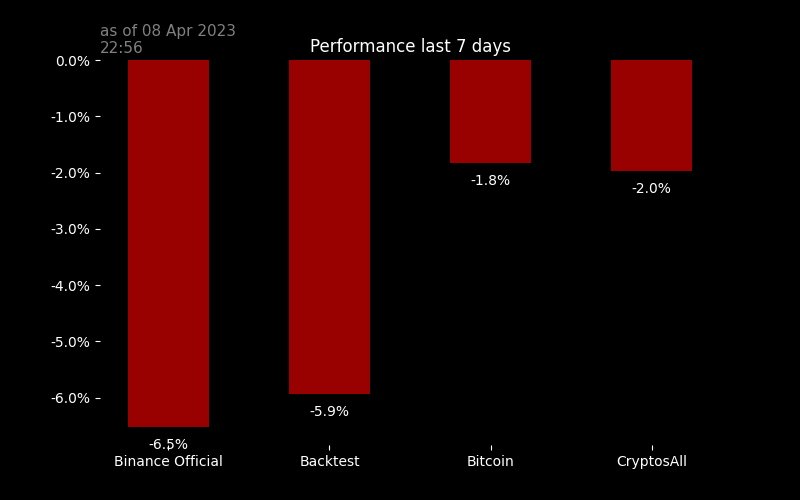 as of 08 Apr 2023
22:56
Performance last 7 days
0.0%
-1.0%
-2.0%
-3.0%
-4.0%
-5.0%
-6.0%
-6.5%
-5.9%
-1.8%
-2.0%
Binance Official
Backtest
Bitcoin
CryptosAll